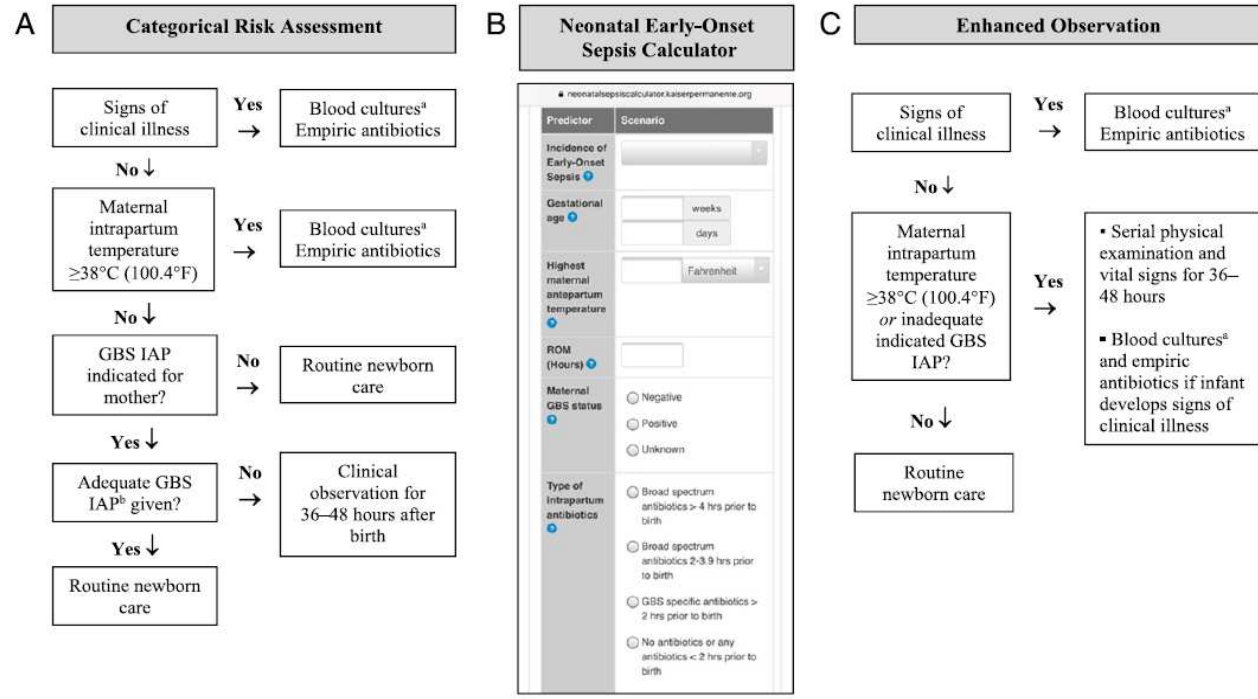 A
Categorical Risk Assessment
Signs of
clinical illness
Yes
→
Blood culturesᵃ
Empiric antibiotics
No ↓
Maternal
intrapartum
temperature
≥38°C (100.4°F)
Yes
→
Blood culturesᵃ
Empiric antibiotics
No ↓
GBS IAP
indicated for
mother?
No
→
Routine newborn
care
Yes ↓
Adequate GBS
IAPᵇ given?
No
→
Clinical
observation for
36–48 hours after
birth
Yes ↓
Routine newborn
care
B
Neonatal Early-Onset
Sepsis Calculator
neonatalsepsiscalculator.kaiserpermanente.org
Predictor Scenario
Incidence of
Early-Onset
Sepsis ?
Gestational
age ?
weeks
days
Highest
maternal
antepartum
temperature
?
Fahrenheit
ROM
(Hours) ?
Maternal
GBS status
?
Negative
Positive
Unknown
Type of
intrapartum
antibiotics
?
Broad spectrum
antibiotics > 4 hrs prior to
birth
Broad spectrum
antibiotics 2-3.9 hrs prior
to birth
GBS specific antibiotics >
2 hrs prior to birth
No antibiotics or any
antibiotics < 2 hrs prior to
birth
C
Enhanced Observation
Signs of
clinical illness
Yes
→
Blood culturesᵃ
Empiric antibiotics
No ↓
Maternal
intrapartum
temperature
≥38°C (100.4°F)
or inadequate
indicated GBS
IAP?
Yes
→
▪ Serial physical
examination and
vital signs for 36–
48 hours
▪ Blood culturesᵃ
and empiric
antibiotics if infant
develops signs of
clinical illness
No ↓
Routine
newborn care